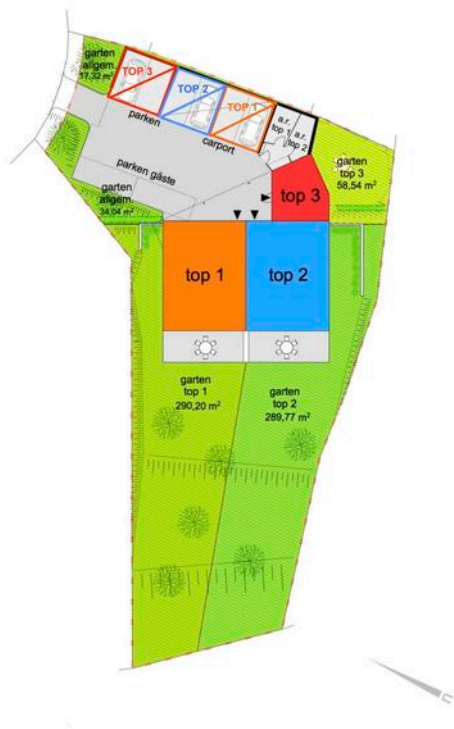 garten
allgem.
17,32 m²
TOP 3
TOP 2
TOP 1
parken
carport
a.r.
top 1
a.r.
top 2
parken gäste
garten
top 3
58,54 m²
garten
allgem.
34,04 m²
top 3
top 1
top 2
garten
top 1
290,20 m²
garten
top 2
289,77 m²
n